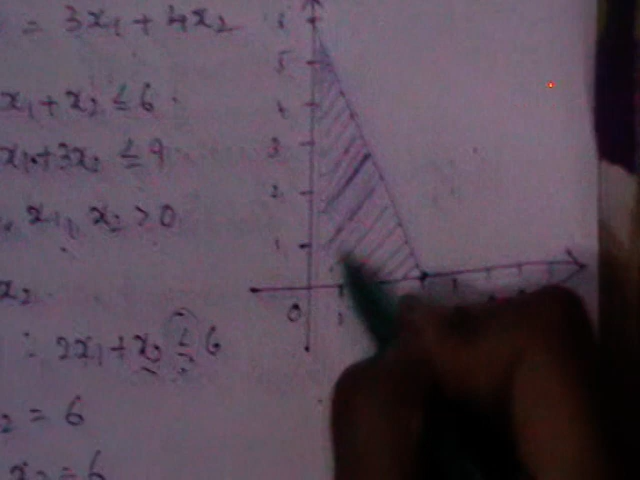 = 3x₁ + 4x₂
x₁ + x₂ ≤ 6
x₁ + 3x₂ ≤ 9
x₁, x₂ > 0
x₂
: 2x₁ + x₂ ≤ 6
₂ = 6
x₂ = 6
6
5
4
3
2
1
0